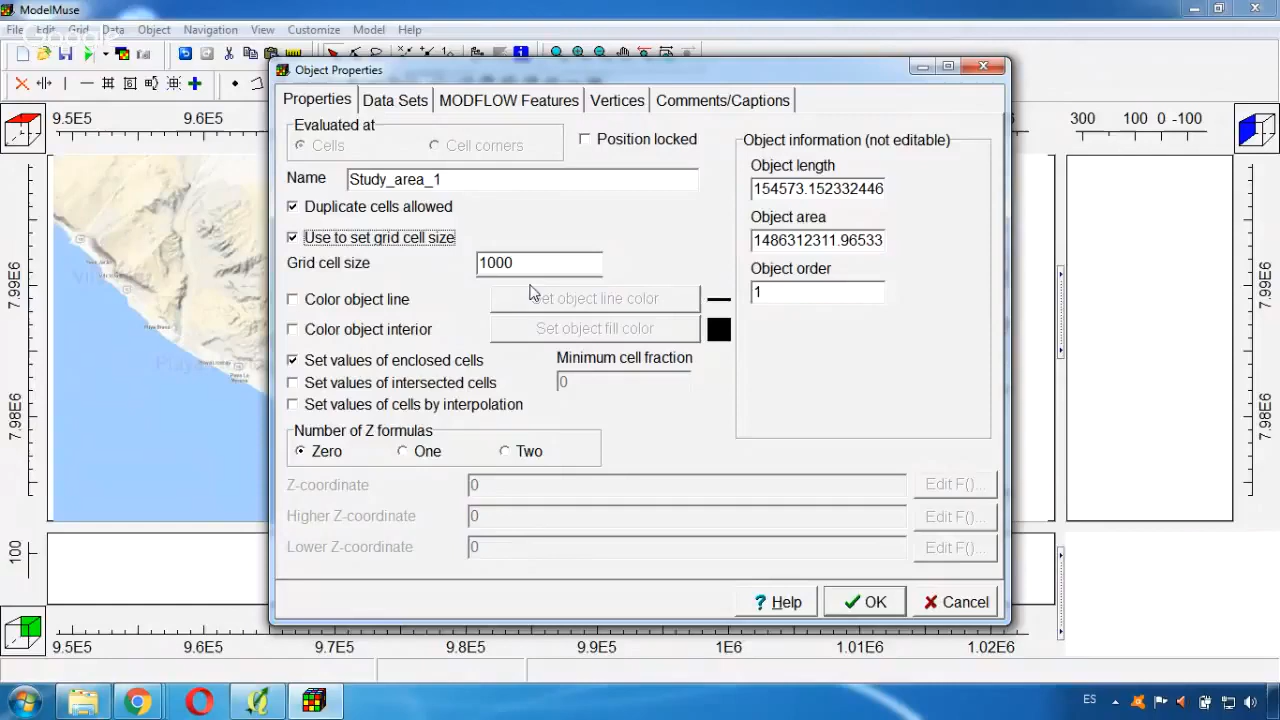 ModelMuse
File Edit Grid Data Object Navigation View Customize Model Help
Object Properties
Properties Data Sets MODFLOW Features Vertices Comments/Captions
Evaluated at
Cells Cell corners
Position locked
Name Study_area_1
Duplicate cells allowed
Use to set grid cell size
Grid cell size 1000
Color object line
Set object line color
Color object interior
Set object fill color
Set values of enclosed cells
Minimum cell fraction
Set values of intersected cells
0
Set values of cells by interpolation
Number of Z formulas
Zero One Two
Z-coordinate 0 Edit F()...
Higher Z-coordinate 0 Edit F()...
Lower Z-coordinate 0 Edit F()...
Object information (not editable)
Object length
154573.152332446
Object area
1486312311.96533
Object order
1
Help OK Cancel
9.5E5 9.6E5
300 100 0 -100
7.99E6
7.98E6
7.99E6
7.98E6
100
9.5E5 9.6E5 9.7E5 9.8E5 9.9E5 1E6 1.01E6 1.02E6
ES